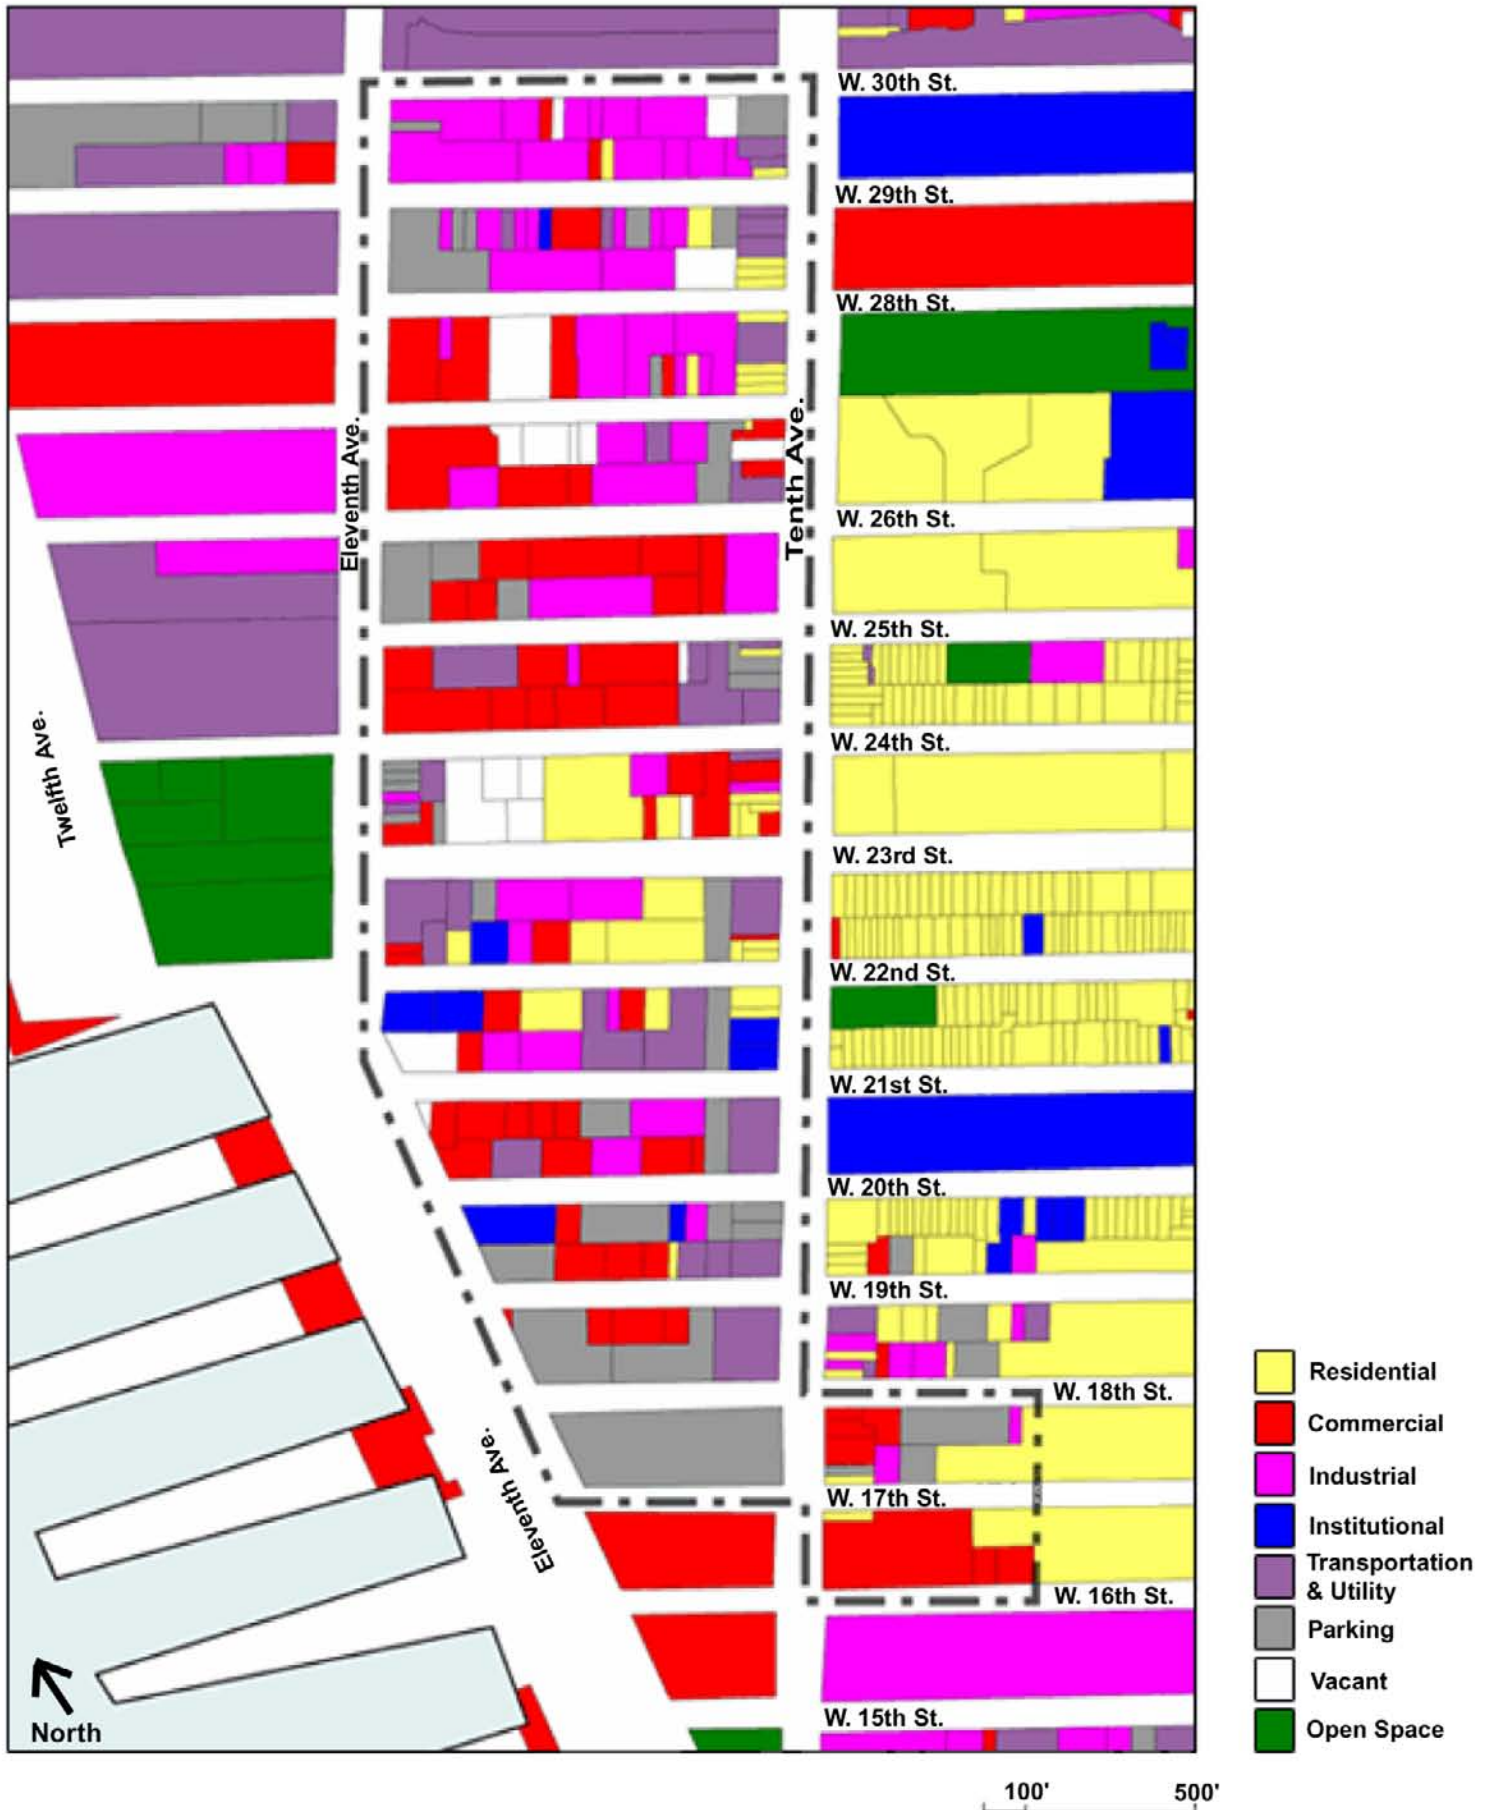 W. 30th St.
W. 29th St.
W. 28th St.
Eleventh Ave.
Tenth Ave.
W. 26th St.
W. 25th St.
Twelfth Ave.
W. 24th St.
W. 23rd St.
W. 22nd St.
W. 21st St.
W. 20th St.
W. 19th St.
W. 18th St.
Eleventh Ave.
W. 17th St.
W. 16th St.
W. 15th St.
North
Residential
Commercial
Industrial
Institutional
Transportation
& Utility
Parking
Vacant
Open Space
100'
500'